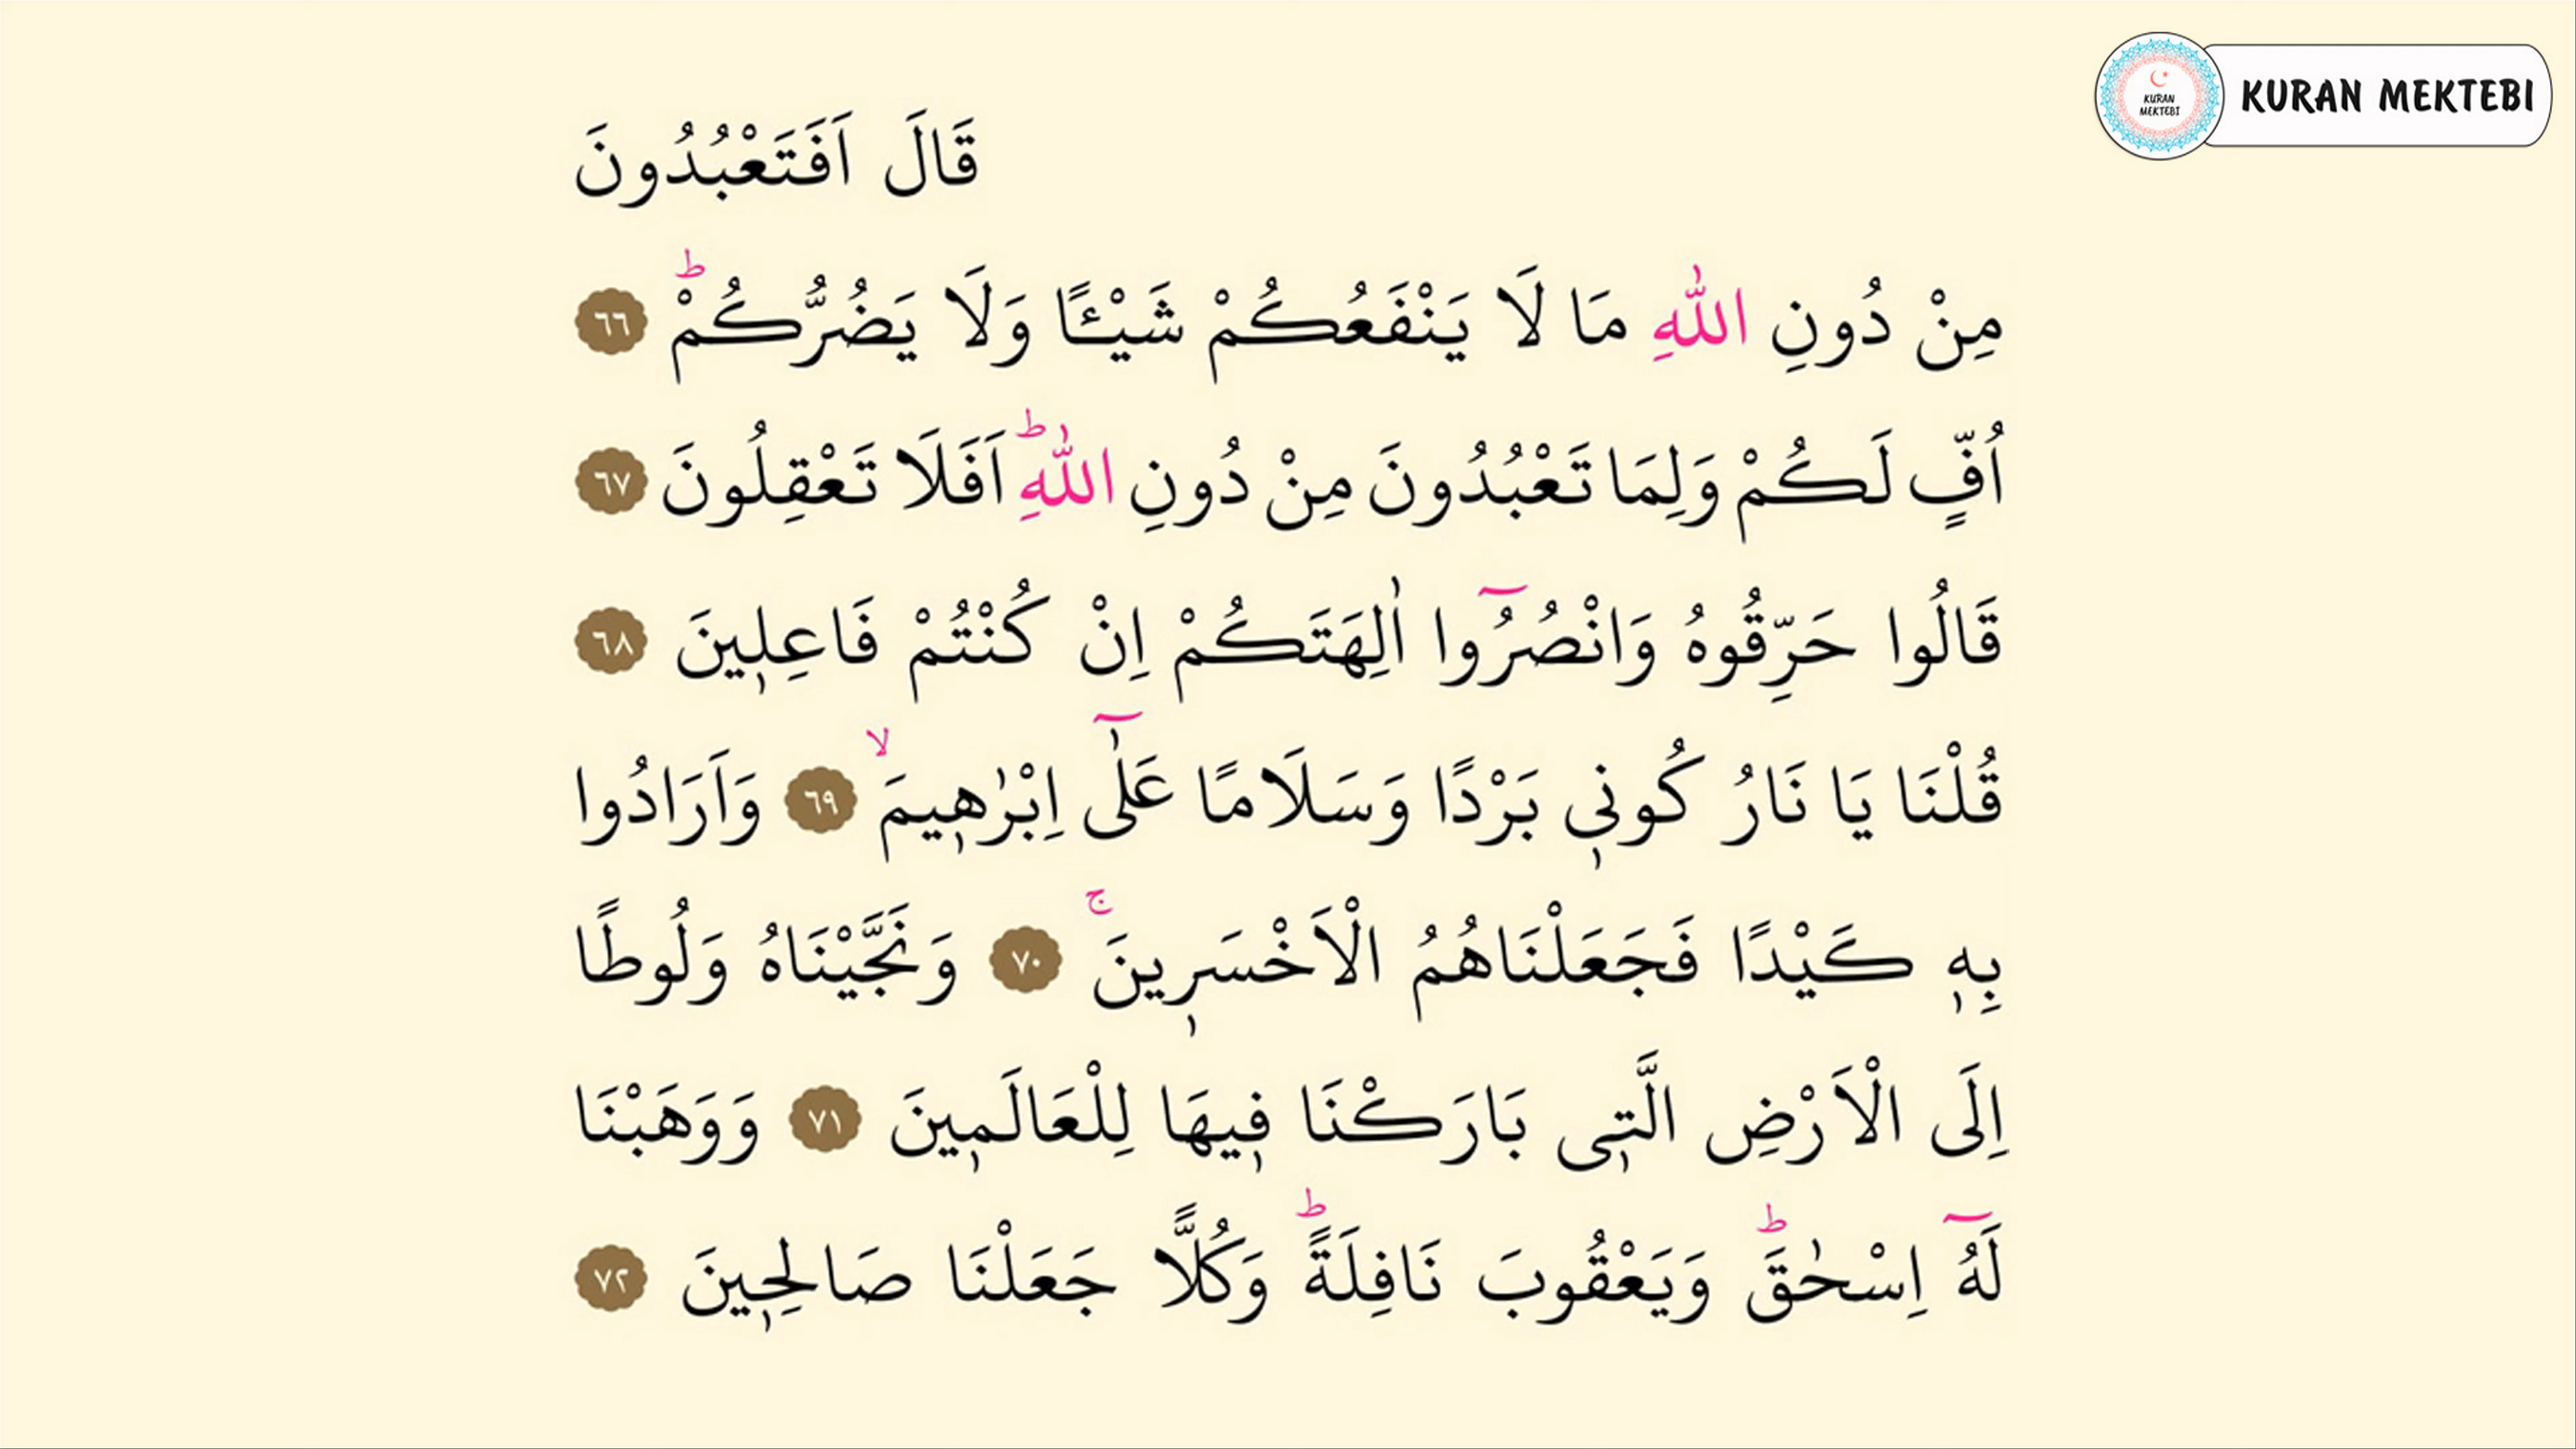 KURAN MEKTEBI
KURAN
MEKTEBI
قَالَ اَفَتَعْبُدُونَ
مِنْ دُونِ اللّٰهِ مَا لَا يَنْفَعُكُمْ شَيْـًٔا وَلَا يَضُرُّكُمْؕ ٦٦
اُفٍّ لَكُمْ وَلِمَا تَعْبُدُونَ مِنْ دُونِ اللّٰهِؕ اَفَلَا تَعْقِلُونَ ٦٧
قَالُوا حَرِّقُوهُ وَانْصُرُٓوا اٰلِهَتَكُمْ اِنْ كُنْتُمْ فَاعِل۪ينَ ٦٨
قُلْنَا يَا نَارُ كُون۪ي بَرْدًا وَسَلَامًا عَلٰٓى اِبْرٰه۪يمَۙ ٦٩ وَاَرَادُوا
بِه۪ كَيْدًا فَجَعَلْنَاهُمُ الْاَخْسَر۪ينَۚ ٧٠ وَنَجَّيْنَاهُ وَلُوطًا
اِلَى الْاَرْضِ الَّت۪ى بَارَكْنَا ف۪يهَا لِلْعَالَم۪ينَ ٧١ وَوَهَبْنَا
لَهُٓ اِسْحٰقَؕ وَيَعْقُوبَ نَافِلَةًؕ وَكُلًّا جَعَلْنَا صَالِح۪ينَ ٧٢